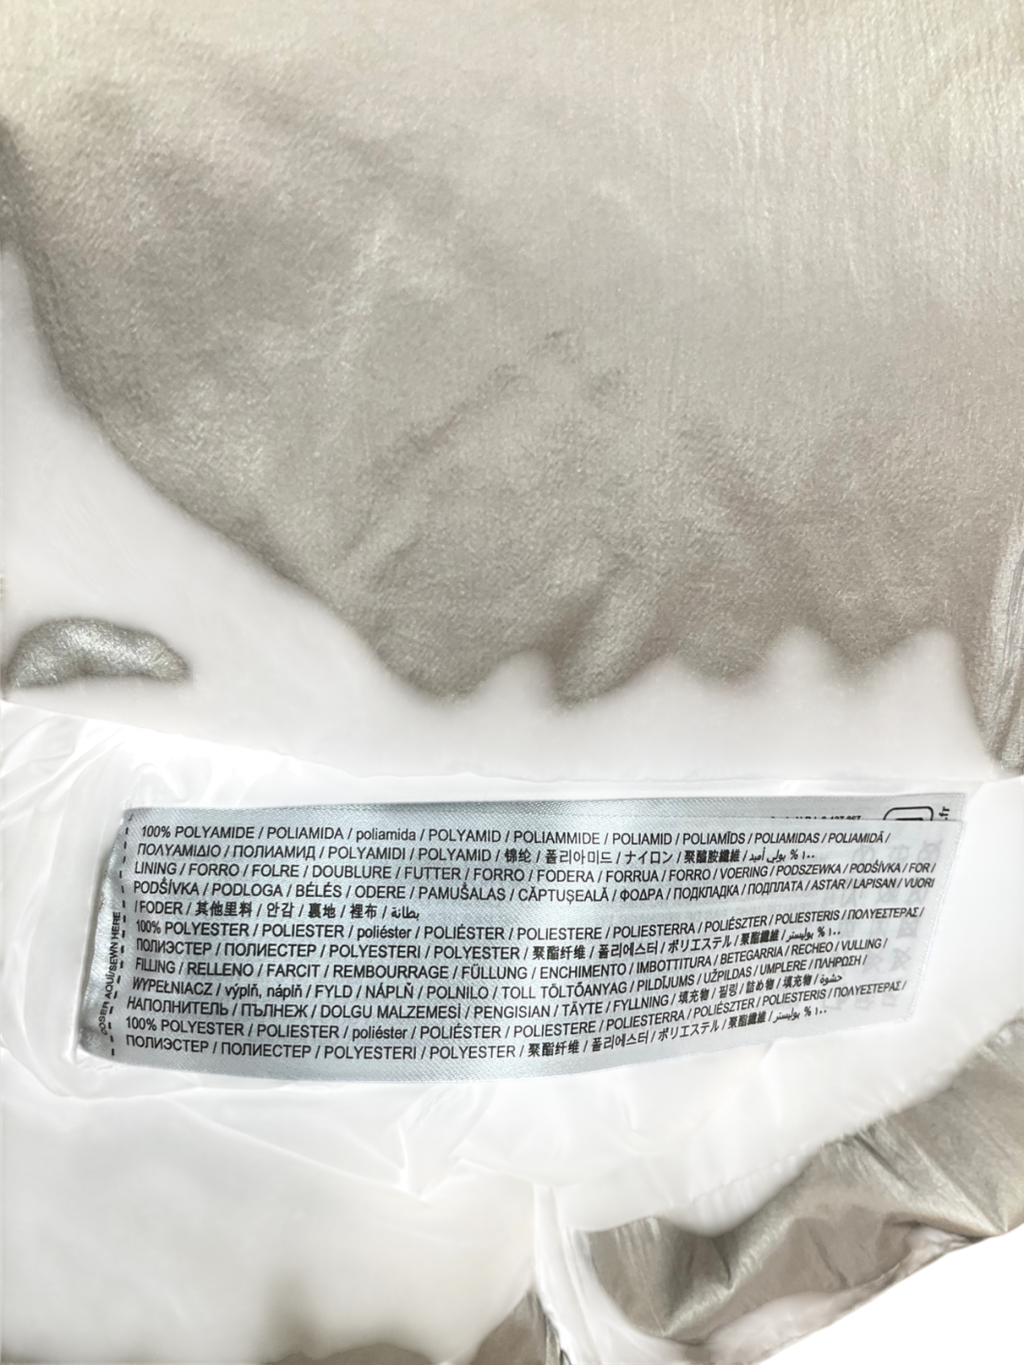 100% POLYAMIDE / POLIAMIDA / poliamida / POLYAMID / POLIAMMIDE / POLIAMID / POLIAMĪDS / POLIAMIDAS / POLIAMIDĂ /
ΠΟΛΥΑΜΙΔΙΟ / ПОЛИАМИД / POLYAMIDI / POLYAMID / 锦纶 / 폴리아미드 / ナイロン / 聚醯胺纖維 / بولي أميد % ١٠٠
LINING / FORRO / FOLRE / DOUBLURE / FUTTER / FORRO / FODERA / FORRUA / FORRO / VOERING / PODSZEWKA / PODŠÍVKA / FOR /
PODŠÍVKA / PODLOGA / BÉLÉS / ODERE / PAMUŠALAS / CĂPTUȘEALĂ / ΦΟΔΡΑ / ПОДКЛАДКА / ПОДПЛАТА / ASTAR / LAPISAN / VUORI
/ FODER / 其他里料 / 안감 / 裏地 / 裡布 / بطانة
100% POLYESTER / POLIESTER / poliéster / POLIÉSTER / POLIESTERE / POLIESTERRA / POLIÉSZTER / POLIESTERIS / ΠΟΛΥΕΣΤΕΡΑΣ /
ПОЛИЭСТЕР / ПОЛИЕСТЕР / POLYESTERI / POLYESTER / 聚酯纤维 / 폴리에스터 / ポリエステル / 聚酯纖維 / بوليستر % ١٠٠
FILLING / RELLENO / FARCIT / REMBOURRAGE / FÜLLUNG / ENCHIMENTO / IMBOTTITURA / BETEGARRIA / RECHEO / VULLING /
WYPEŁNIACZ / výplň, náplň / FYLD / NÁPLŇ / POLNILO / TOLL TÖLTŐANYAG / PILDĪJUMS / UŽPILDAS / UMPLERE / ΠΛΗΡΩΣΗ /
НАПОЛНИТЕЛЬ / ПЪЛНЕЖ / DOLGU MALZEMESİ / PENGISIAN / TÄYTE / FYLLNING / 填充物 / 필링 / 詰め物 / 填充物 / حشوة
100% POLYESTER / POLIESTER / poliéster / POLIÉSTER / POLIESTERE / POLIESTERRA / POLIÉSZTER / POLIESTERIS / ΠΟΛΥΕΣΤΕΡΑΣ /
ПОЛИЭСТЕР / ПОЛИЕСТЕР / POLYESTERI / POLYESTER / 聚酯纤维 / 폴리에스터 / ポリエステル / 聚酯纖維 / بوليستر % ١٠٠
COSER AQUÍ/SEWN HERE
.fr